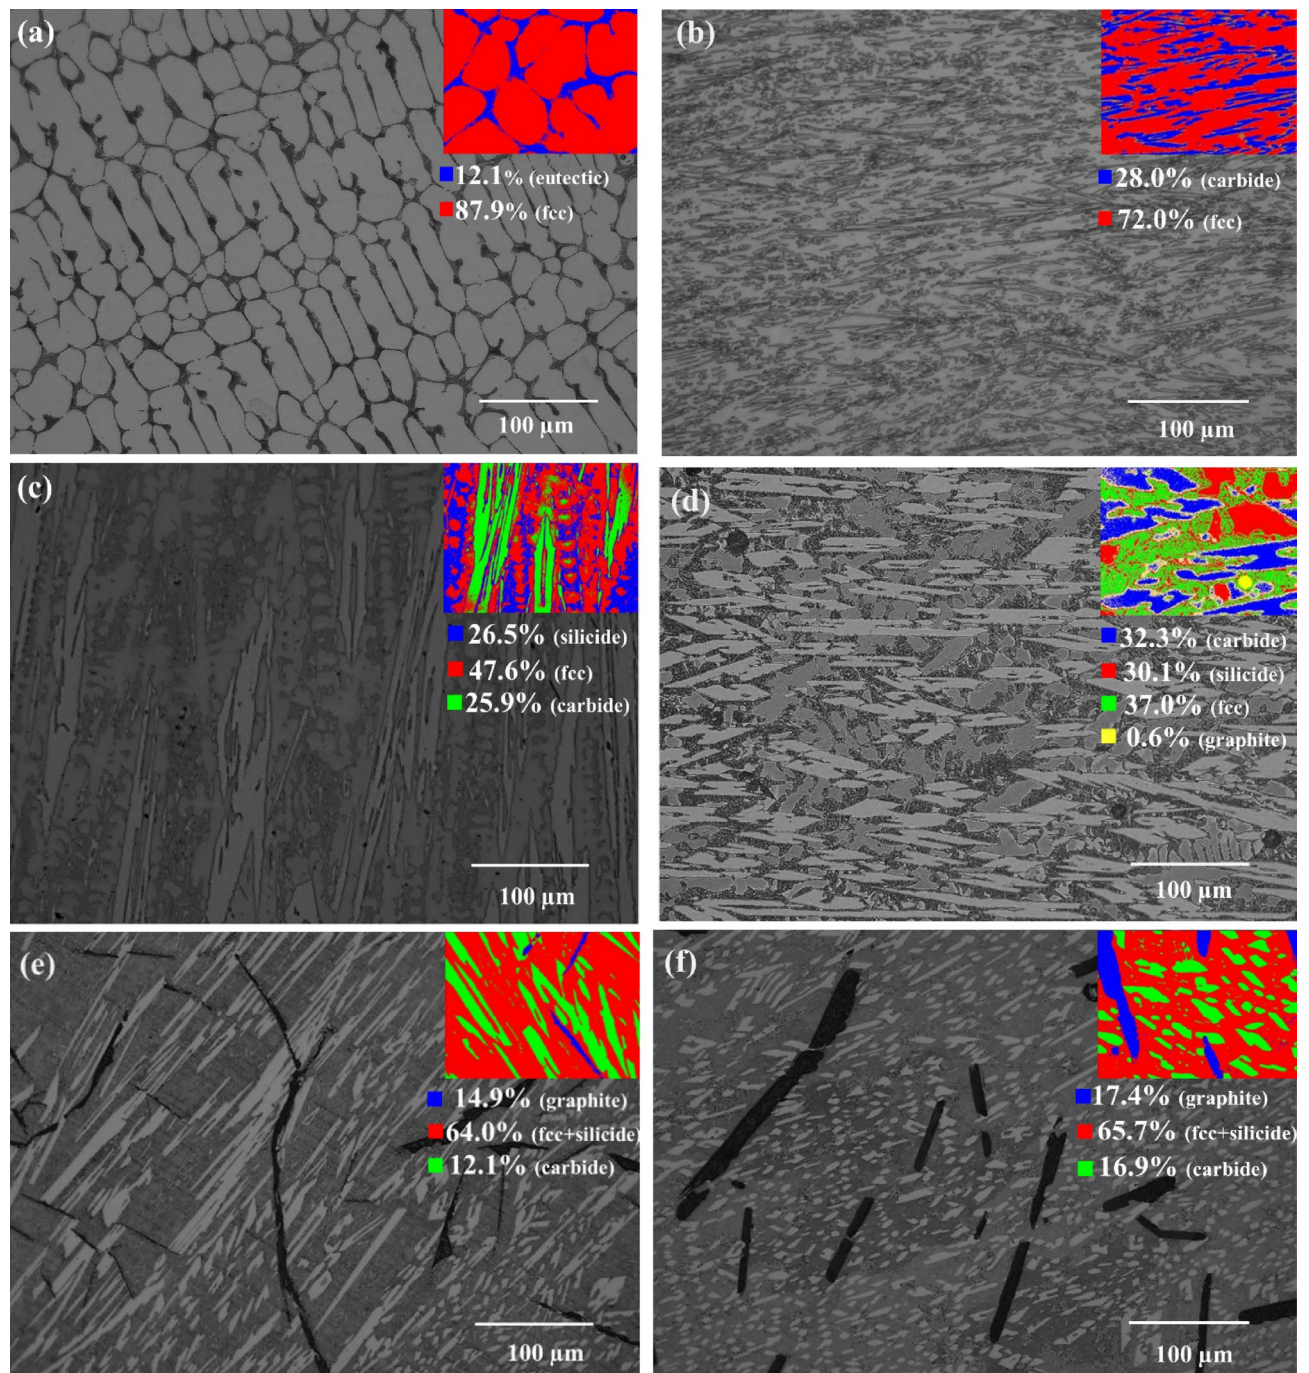 (a)
12.1% (eutectic)
87.9% (fcc)
100 µm
(b)
28.0% (carbide)
72.0% (fcc)
100 µm
(c)
26.5% (silicide)
47.6% (fcc)
25.9% (carbide)
100 µm
(d)
32.3% (carbide)
30.1% (silicide)
37.0% (fcc)
0.6% (graphite)
100 µm
(e)
14.9% (graphite)
64.0% (fcc+silicide)
12.1% (carbide)
100 µm
(f)
17.4% (graphite)
65.7% (fcc+silicide)
16.9% (carbide)
100 µm